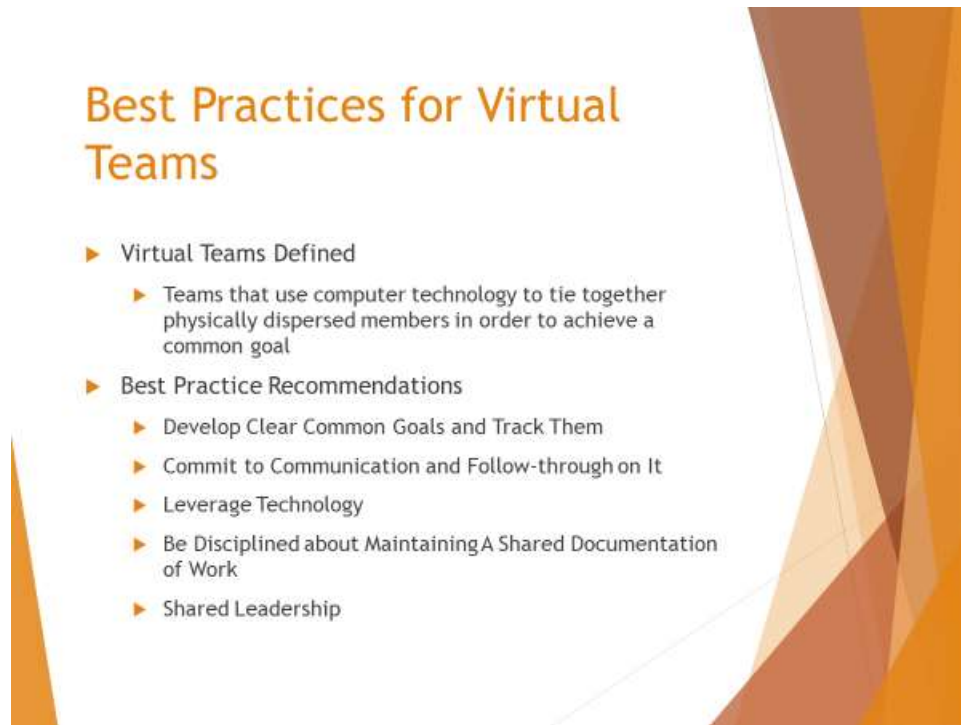 Best Practices for Virtual
Teams
Virtual Teams Defined
Teams that use computer technology to tie together
physically dispersed members in order to achieve a
common goal
Best Practice Recommendations
Develop Clear Common Goals and Track Them
Commit to Communication and Follow-through on It
Leverage Technology
Be Disciplined about Maintaining A Shared Documentation
of Work
Shared Leadership